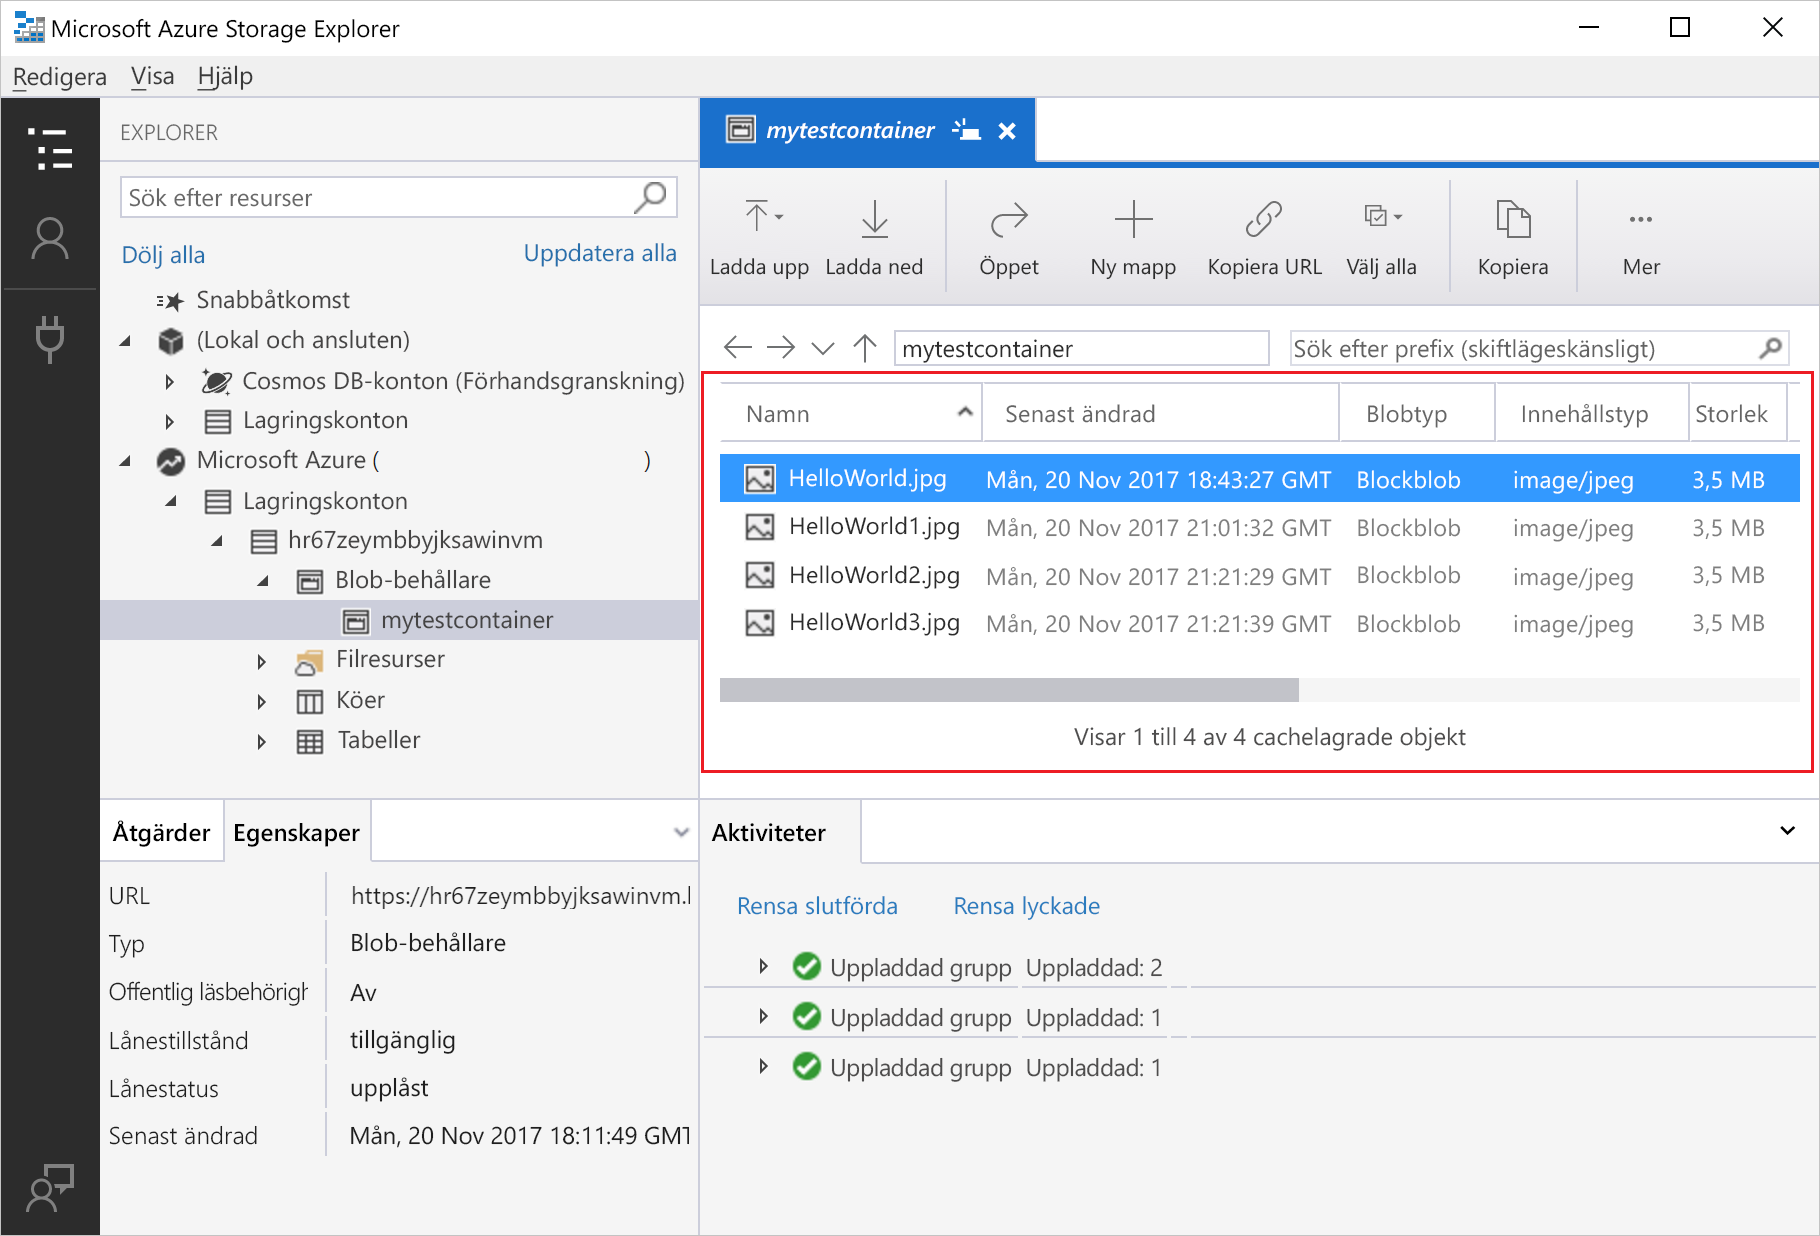 Microsoft Azure Storage Explorer
Redigera Visa Hjälp
EXPLORER
Sök efter resurser
Dölj alla Uppdatera alla
Snabbåtkomst
(Lokal och ansluten)
Cosmos DB-konton (Förhandsgranskning)
Lagringskonton
Microsoft Azure ( )
Lagringskonton
hr67zeymbbyjksawinvm
Blob-behållare
mytestcontainer
Filresurser
Köer
Tabeller
Åtgärder Egenskaper
URL https://hr67zeymbbyjksawinvm.
Typ Blob-behållare
Offentlig läsbehörigh Av
Lånestillstånd tillgänglig
Lånestatus upplåst
Senast ändrad Mån, 20 Nov 2017 18:11:49 GMT
mytestcontainer
Ladda upp Ladda ned Öppet Ny mapp Kopiera URL Välj alla Kopiera Mer
mytestcontainer Sök efter prefix (skiftlägeskänsligt)
Namn Senast ändrad Blobtyp Innehållstyp Storlek
HelloWorld.jpg Mån, 20 Nov 2017 18:43:27 GMT Blockblob image/jpeg 3,5 MB
HelloWorld1.jpg Mån, 20 Nov 2017 21:01:32 GMT Blockblob image/jpeg 3,5 MB
HelloWorld2.jpg Mån, 20 Nov 2017 21:21:29 GMT Blockblob image/jpeg 3,5 MB
HelloWorld3.jpg Mån, 20 Nov 2017 21:21:39 GMT Blockblob image/jpeg 3,5 MB
Visar 1 till 4 av 4 cachelagrade objekt
Aktiviteter
Rensa slutförda Rensa lyckade
Uppladdad grupp Uppladdad: 2
Uppladdad grupp Uppladdad: 1
Uppladdad grupp Uppladdad: 1